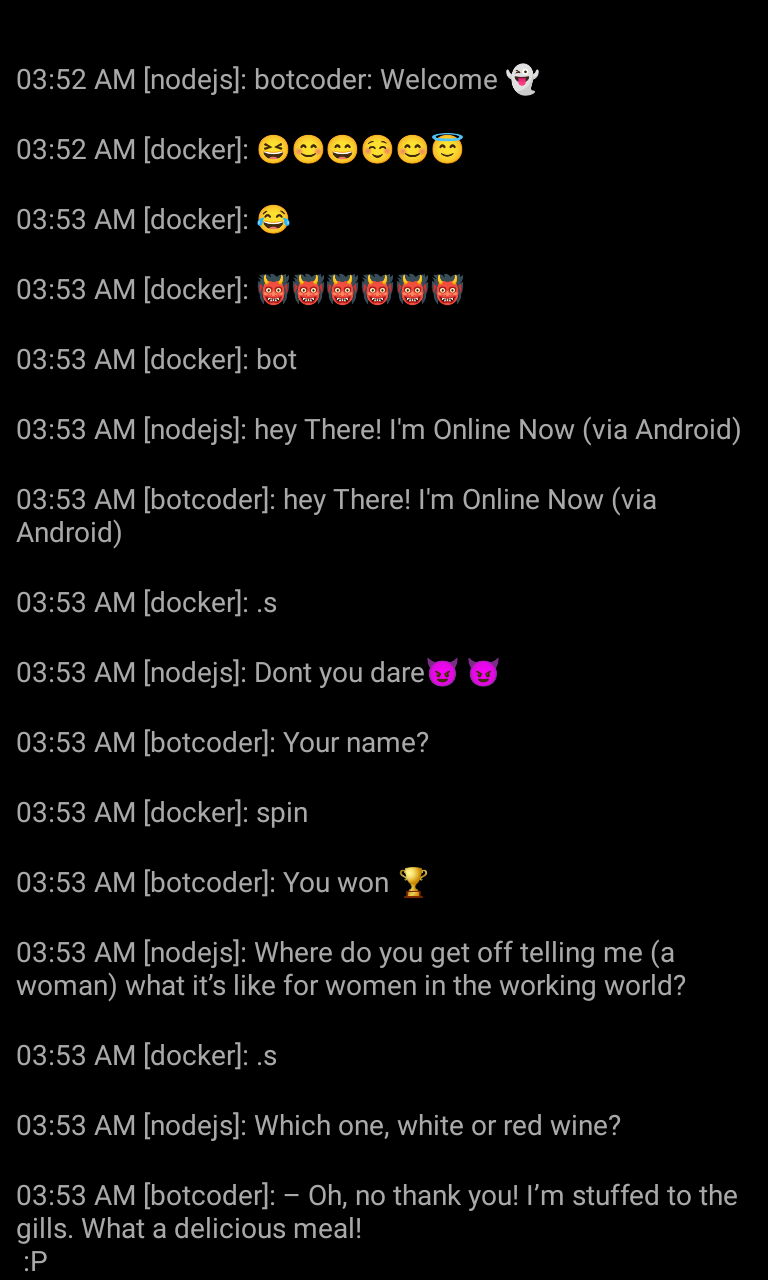 03:52 AM [nodejs]: botcoder: Welcome 👻
03:52 AM [docker]: 😆😊😄☺️😊😇
03:53 AM [docker]: 😂
03:53 AM [docker]: 👹👹👹👹👹👹
03:53 AM [docker]: bot
03:53 AM [nodejs]: hey There! I'm Online Now (via Android)
03:53 AM [botcoder]: hey There! I'm Online Now (via
Android)
03:53 AM [docker]: .s
03:53 AM [nodejs]: Dont you dare😈 😈
03:53 AM [botcoder]: Your name?
03:53 AM [docker]: spin
03:53 AM [botcoder]: You won 🏆
03:53 AM [nodejs]: Where do you get off telling me (a
woman) what it’s like for women in the working world?
03:53 AM [docker]: .s
03:53 AM [nodejs]: Which one, white or red wine?
03:53 AM [botcoder]: – Oh, no thank you! I’m stuffed to the
gills. What a delicious meal!
:P